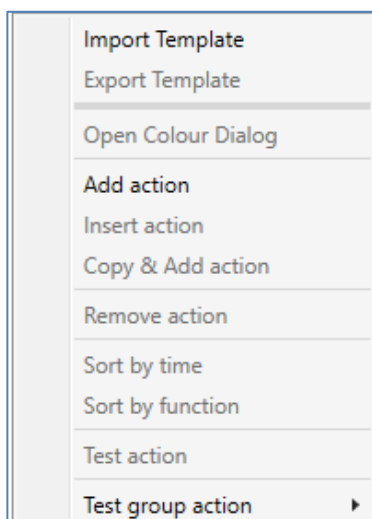 Import Template
Export Template
Open Colour Dialog
Add action
Insert action
Copy & Add action
Remove action
Sort by time
Sort by function
Test action
Test group action